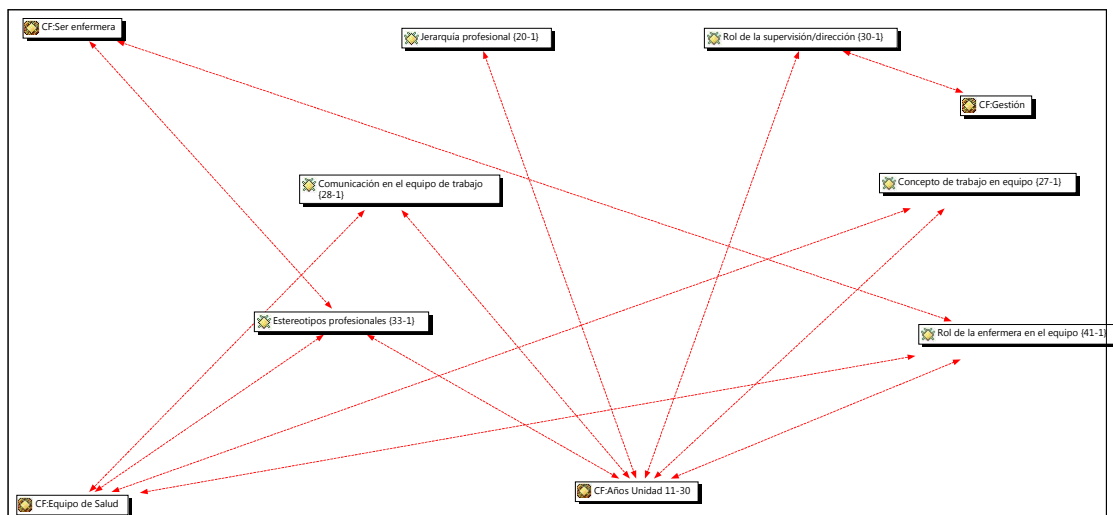 CF:Ser enfermera
Jerarquía profesional {20-1}
Rol de la supervisión/dirección {30-1}
CF:Gestión
Comunicación en el equipo de trabajo
{28-1}
Concepto de trabajo en equipo {27-1}
Estereotipos profesionales {33-1}
Rol de la enfermera en el equipo {41-1}
CF:Equipo de Salud
CF:Años Unidad 11-30